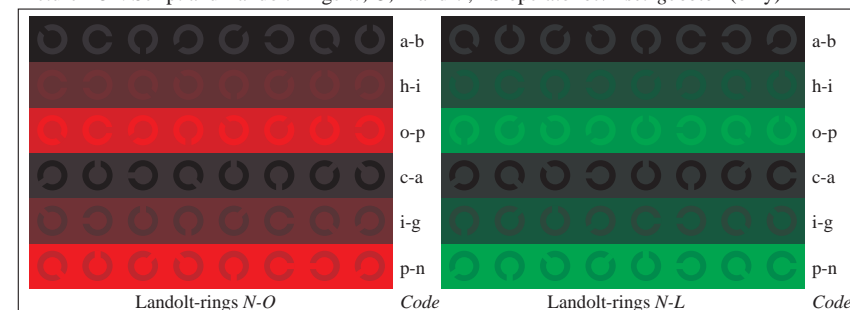 a-b a-b
h-i h-i
o-p o-p
c-a c-a
i-g i-g
p-n p-n
Landolt-rings N-O Code Landolt-rings N-L Code